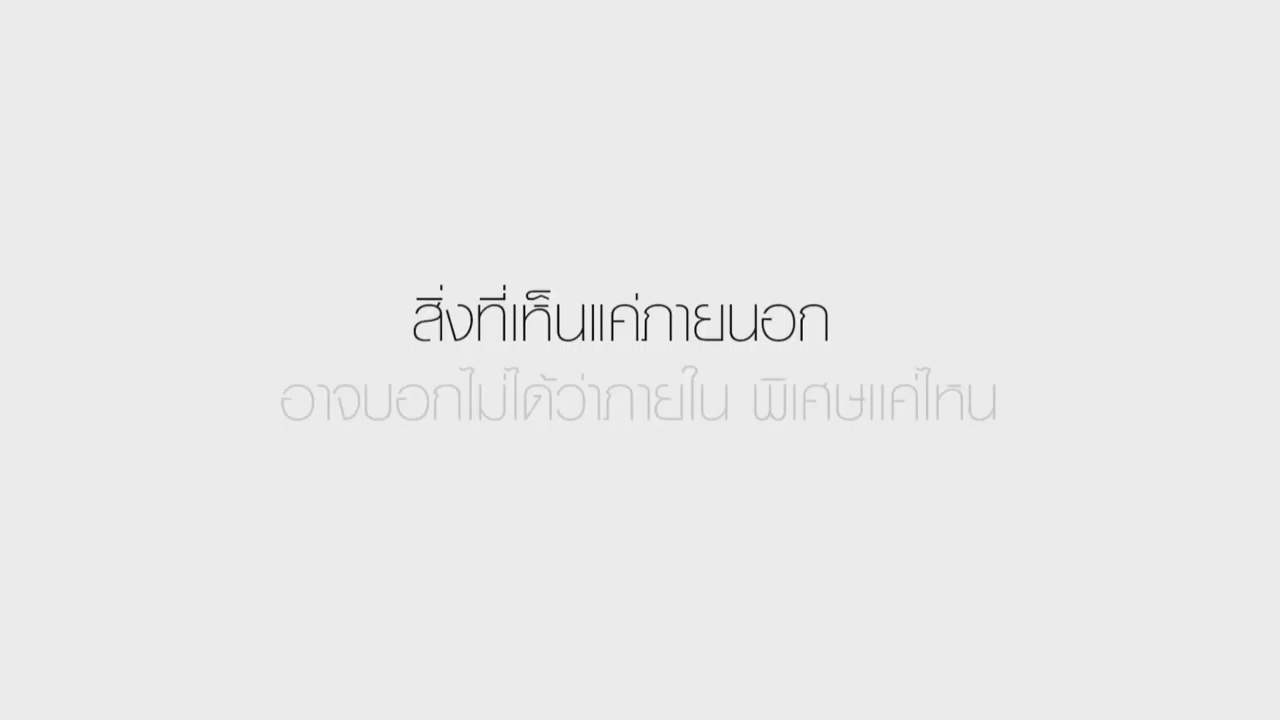 สิ่งที่เห็นแค่ภายนอก
อาจบอกไม่ได้ว่าภายใน พิเศษแค่ไหน